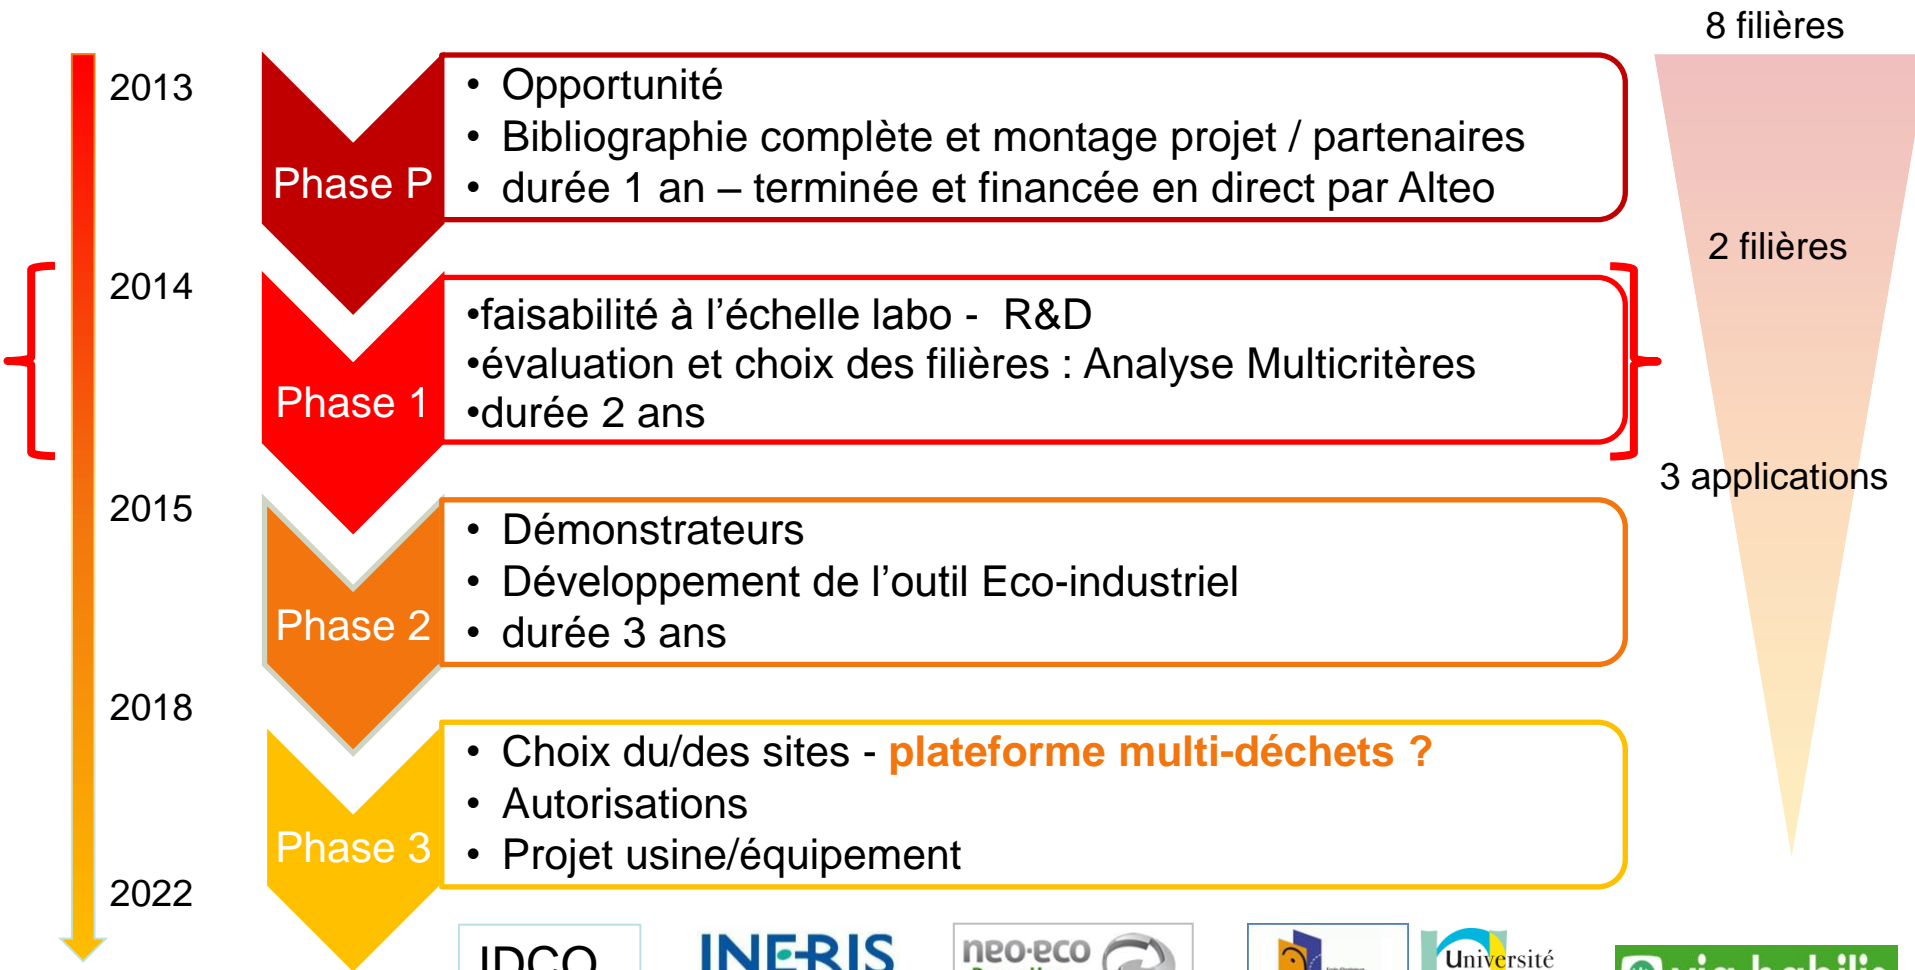 8 filières
2013
Phase P
• Opportunité
• Bibliographie complète et montage projet / partenaires
• durée 1 an – terminée et financée en direct par Alteo
2 filières
2014
Phase 1
•faisabilité à l'échelle labo - R&D
•évaluation et choix des filières : Analyse Multicritères
•durée 2 ans
3 applications
2015
Phase 2
• Démonstrateurs
• Développement de l'outil Eco-industriel
• durée 3 ans
2018
Phase 3
• Choix du/des sites - plateforme multi-déchets ?
• Autorisations
• Projet usine/équipement
2022
INERIS
neo·eco
Université